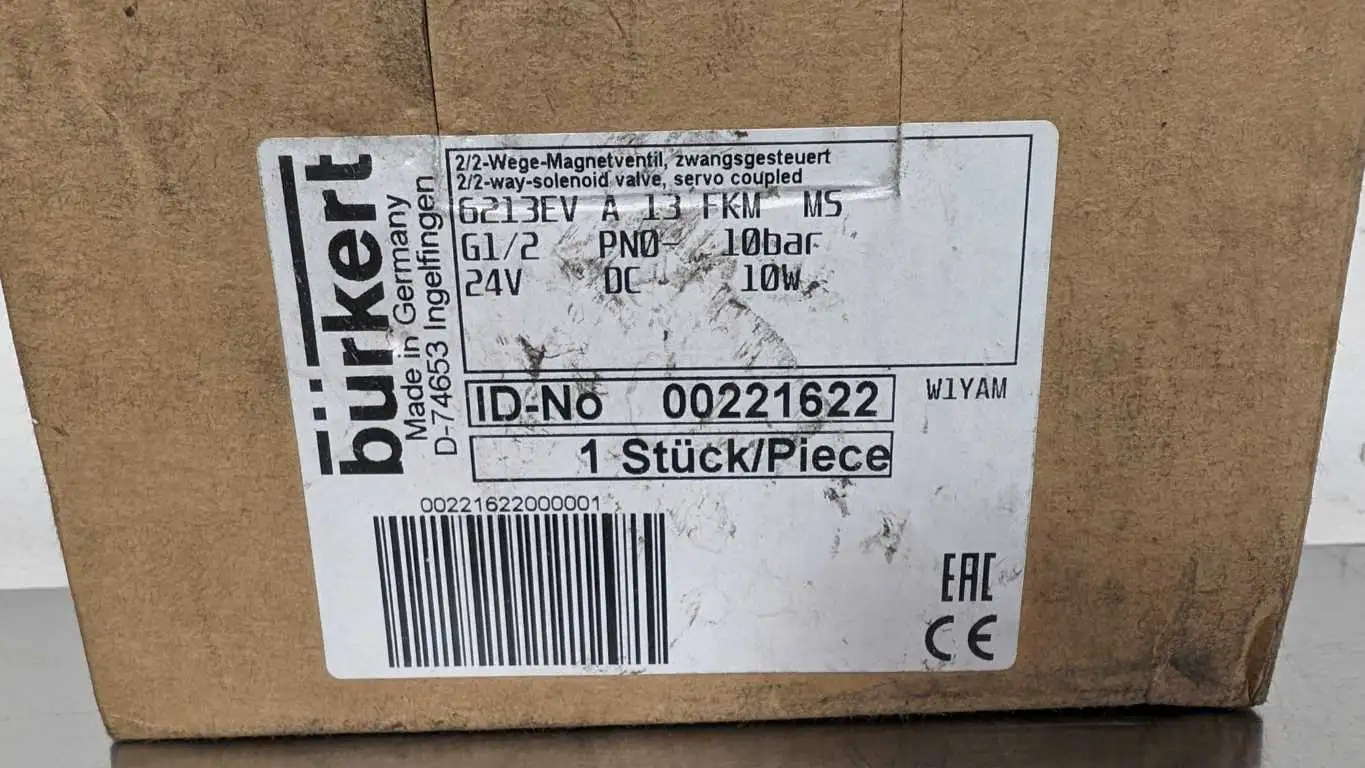 bürkert
Made in Germany
D-74653 Ingelfingen
2/2-Wege-Magnetventil, zwangsgesteuert
2/2-way-solenoid valve, servo coupled
6213EV A 13 FKM MS
G1/2 PN0- 10bar
24V DC 10W
ID-No 00221622
W1YAM
1 Stück/Piece
00221622000001
EAC
CE